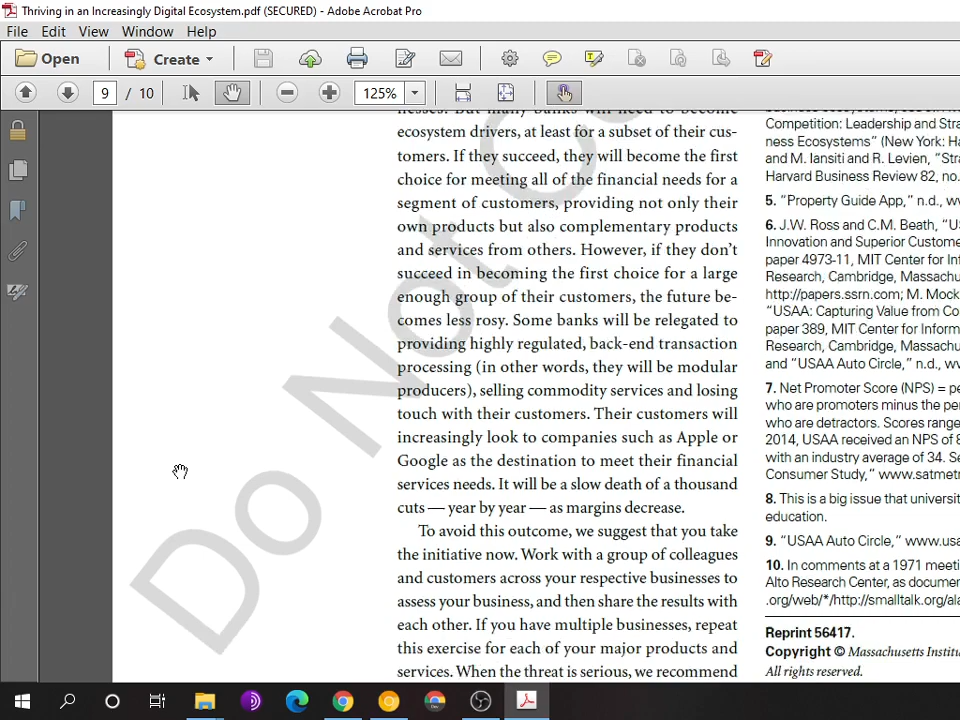 Thriving in an Increasingly Digital Ecosystem.pdf (SECURED) - Adobe Acrobat Pro
File Edit View Window Help
Open Create
9 / 10 125%
nesses. But many banks will need to become
ecosystem drivers, at least for a subset of their cus-
tomers. If they succeed, they will become the first
choice for meeting all of the financial needs for a
segment of customers, providing not only their
own products but also complementary products
and services from others. However, if they don’t
succeed in becoming the first choice for a large
enough group of their customers, the future be-
comes less rosy. Some banks will be relegated to
providing highly regulated, back-end transaction
processing (in other words, they will be modular
producers), selling commodity services and losing
touch with their customers. Their customers will
increasingly look to companies such as Apple or
Google as the destination to meet their financial
services needs. It will be a slow death of a thousand
cuts — year by year — as margins decrease.
To avoid this outcome, we suggest that you take
the initiative now. Work with a group of colleagues
and customers across your respective businesses to
assess your business, and then share the results with
each other. If you have multiple businesses, repeat
this exercise for each of your major products and
services. When the threat is serious, we recommend
Competition: Leadership and Stra
ness Ecosystems” (New York: Ha
and M. Iansiti and R. Levien, “Stra
Harvard Business Review 82, no.
5. “Property Guide App,” n.d., ww
6. J.W. Ross and C.M. Beath, “US
Innovation and Superior Custome
paper 4973-11, MIT Center for Inf
Research, Cambridge, Massachu
http://papers.ssrn.com; M. Mock
“USAA: Capturing Value from Co
paper 389, MIT Center for Inform
Research, Cambridge, Massachu
and “USAA Auto Circle,” n.d., wv
7. Net Promoter Score (NPS) = pe
who are promoters minus the per
who are detractors. Scores range
2014, USAA received an NPS of 8
with an industry average of 34. Se
Consumer Study,” www.satmetr
8. This is a big issue that universit
education.
9. “USAA Auto Circle,” www.usa
10. In comments at a 1971 meeti
Alto Research Center, as documen
.org/web/*/http://smalltalk.org/ala
Reprint 56417.
Copyright © Massachusetts Institu
All rights reserved.
Do Not Co